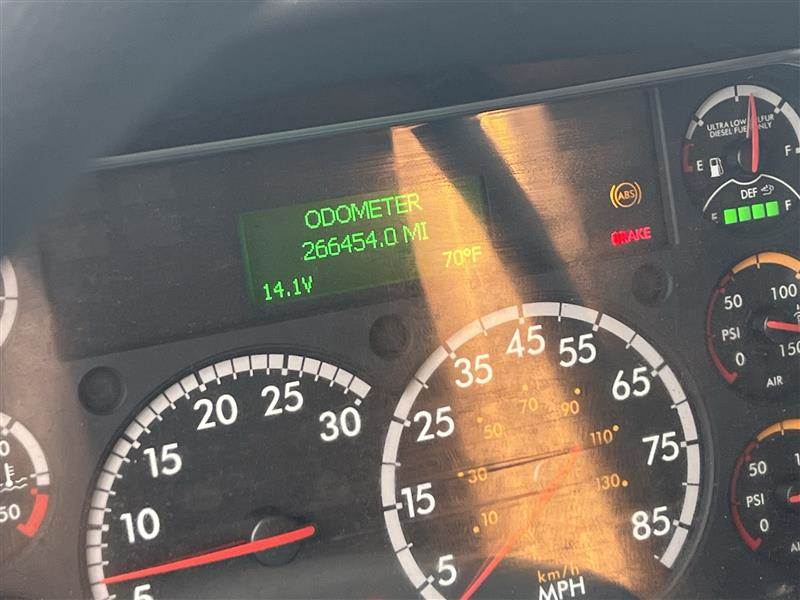 ODOMETER
266454.0 MI
70°F
14.1V
ABS
BRAKE
ULTRA LOW SULFUR
DIESEL FUEL ONLY
E F
DEF
E F
50 100
PSI
0 150
AIR
50
PSI
0
5 10 15 20 25 30
5 15 25 35 45 55 65 75 85
10 30 50 70 90 110 130
km/h
MPH